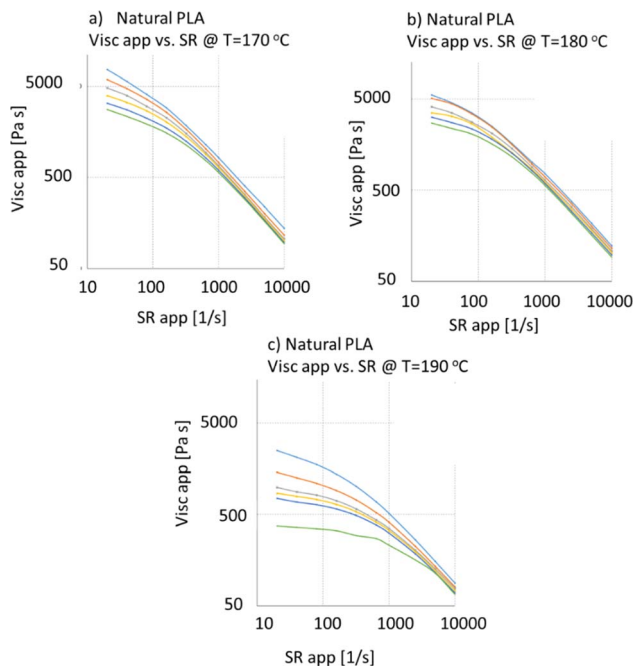 a) Natural PLA
Visc app vs. SR @ T=170 °C
Visc app [Pa s]
5000
500
50
10 100 1000 10000
SR app [1/s]
b) Natural PLA
Visc app vs. SR @ T=180 °C
Visc app [Pa s]
5000
500
50
10 100 1000 10000
SR app [1/s]
c) Natural PLA
Visc app vs. SR @ T=190 °C
Visc app [Pa s]
5000
500
50
10 100 1000 10000
SR app [1/s]